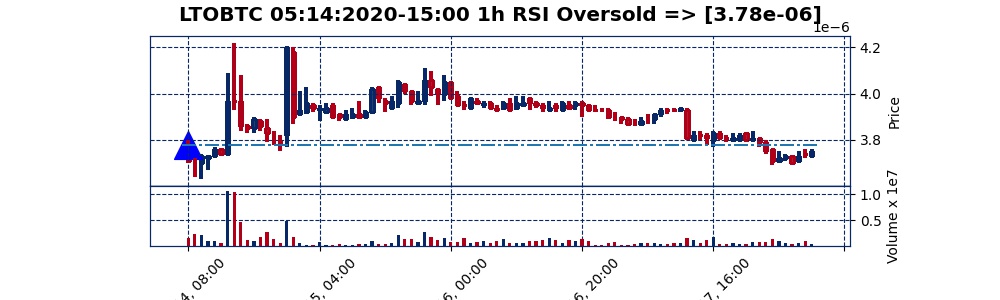 LTOBTC 05:14:2020-15:00 1h RSI Oversold => [3.78e-06]
1e−6
4.2
4.0
3.8
Price
1.0
0.5
Volume x 1e7
4, 08:00
5, 04:00
6, 00:00
6, 20:00
7, 16:00